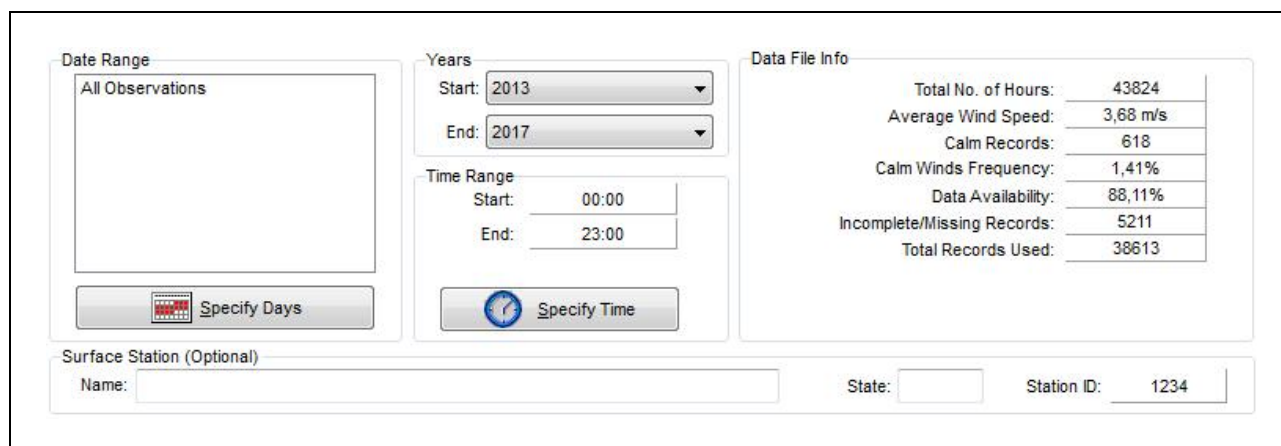 Date Range
All Observations
Specify Days
Years
Start: 2013
End: 2017
Time Range
Start: 00:00
End: 23:00
Specify Time
Data File Info
Total No. of Hours: 43824
Average Wind Speed: 3,68 m/s
Calm Records: 618
Calm Winds Frequency: 1,41%
Data Availability: 88,11%
Incomplete/Missing Records: 5211
Total Records Used: 38613
Surface Station (Optional)
Name: State: Station ID: 1234